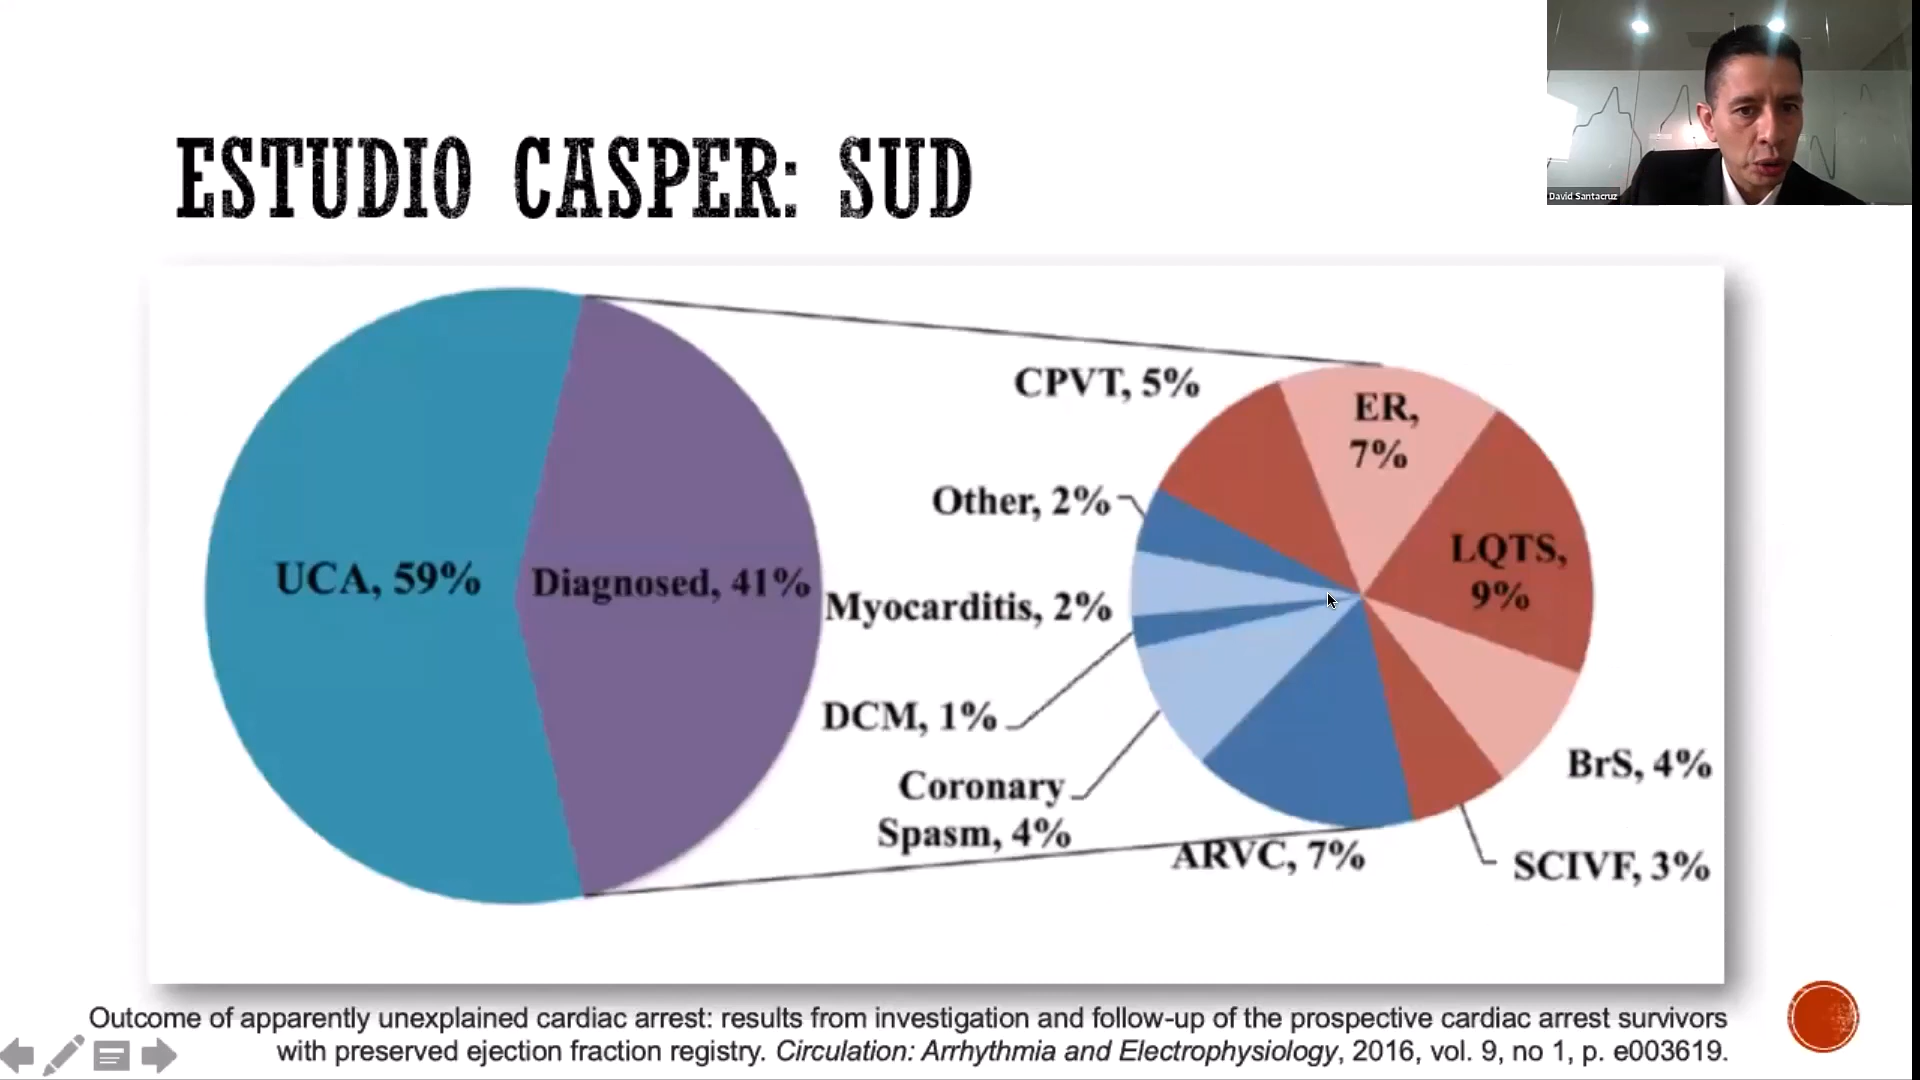 David Santacruz
ESTUDIO CASPER: SUD
UCA, 59%
Diagnosed, 41%
CPVT, 5%
ER,
7%
Other, 2%
LQTS,
9%
Myocarditis, 2%
DCM, 1%
BrS, 4%
Coronary
Spasm, 4%
ARVC, 7%
SCIVF, 3%
Outcome of apparently unexplained cardiac arrest: results from investigation and follow-up of the prospective cardiac arrest survivors
with preserved ejection fraction registry. Circulation: Arrhythmia and Electrophysiology, 2016, vol. 9, no 1, p. e003619.